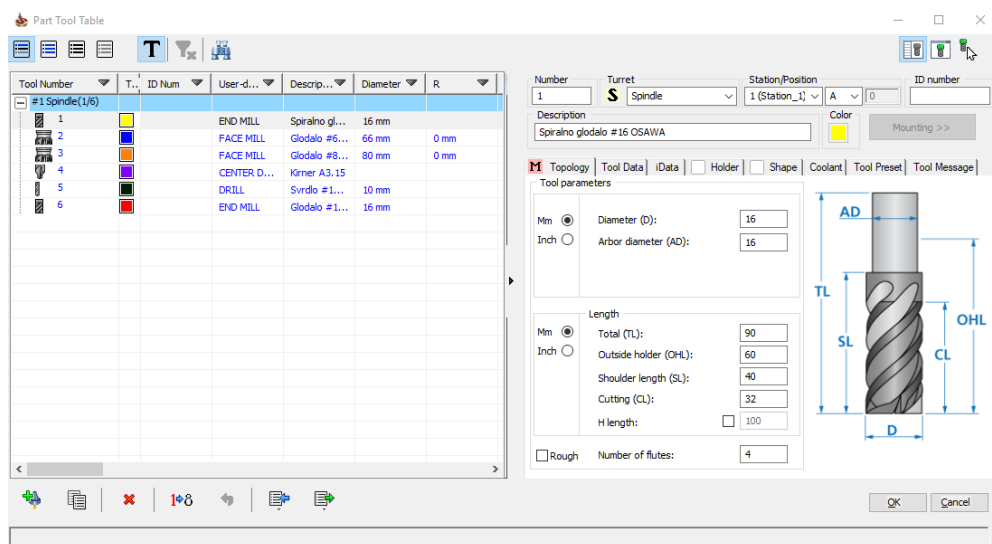 Part Tool Table
T
Tool Number T.. ID Num User-d... Descrip... Diameter R
#1 Spindle(1/6)
1 END MILL Spiralno gl... 16 mm
2 FACE MILL Glodalo #6... 66 mm 0 mm
3 FACE MILL Glodalo #8... 80 mm 0 mm
4 CENTER D... Kirner A3.15
5 DRILL Svrdlo #1... 10 mm
6 END MILL Glodalo #1... 16 mm
1 8
Number Turret Station/Position ID number
1 S Spindle 1 (Station_1) A 0
Description Color
Spiralno glodalo #16 OSAWA
Mounting >>
M Topology Tool Data iData Holder Shape Coolant Tool Preset Tool Message
Tool parameters
Mm Diameter (D): 16
Inch Arbor diameter (AD): 16
Length
Mm Total (TL): 90
Inch Outside holder (OHL): 60
Shoulder length (SL): 40
Cutting (CL): 32
H length: 100
Rough Number of flutes: 4
AD
TL
OHL
SL
CL
D
OK Cancel